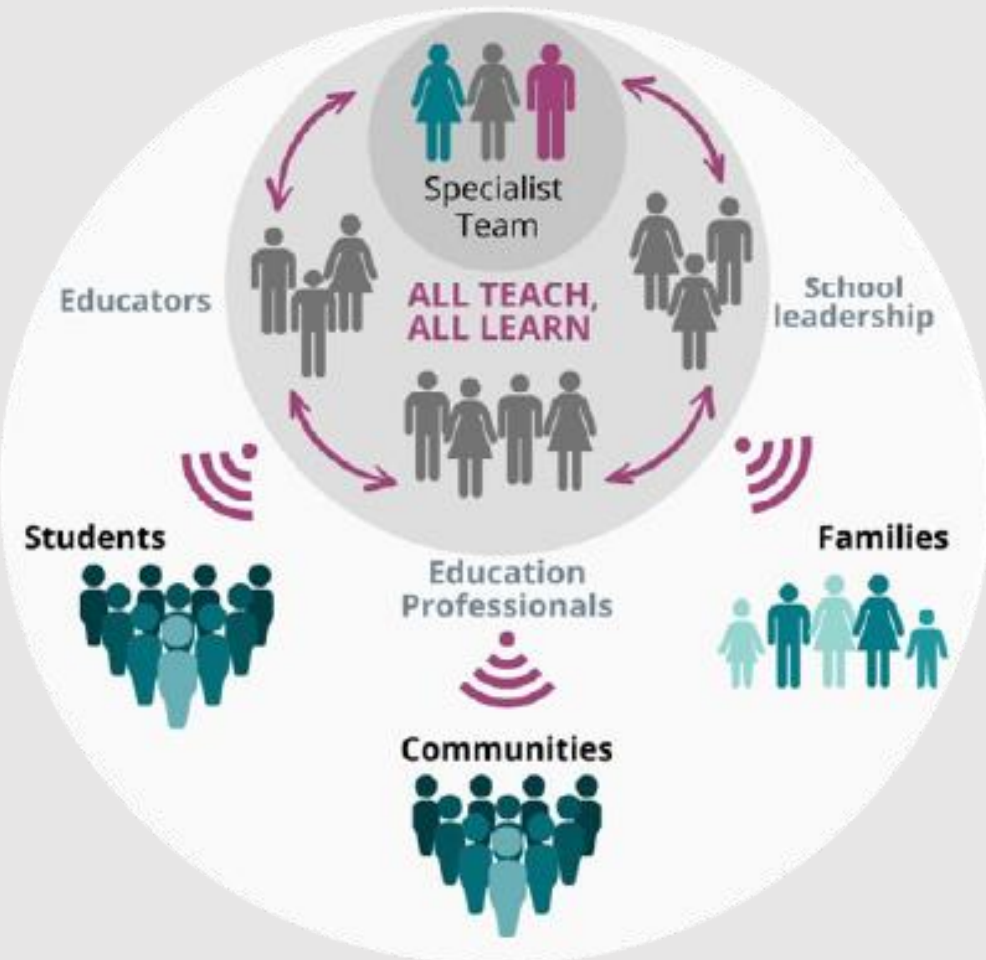 Specialist
Team
Educators
ALL TEACH,
ALL LEARN
School
leadership
Students
Education
Professionals
Families
Communities